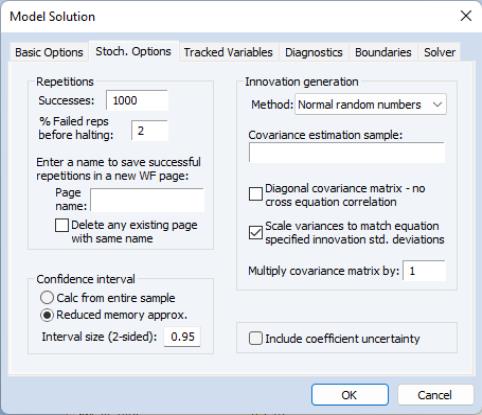 Model Solution
Basic Options Stoch. Options Tracked Variables Diagnostics Boundaries Solver
Repetitions
Successes: 1000
% Failed reps
before halting: 2
Enter a name to save successful
repetitions in a new WF page:
Page
name:
Delete any existing page
with same name
Confidence interval
Calc from entire sample
Reduced memory approx.
Interval size (2-sided): 0.95
Innovation generation
Method: Normal random numbers
Covariance estimation sample:
Diagonal covariance matrix - no
cross equation correlation
Scale variances to match equation
specified innovation std. deviations
Multiply covariance matrix by: 1
Include coefficient uncertainty
OK Cancel